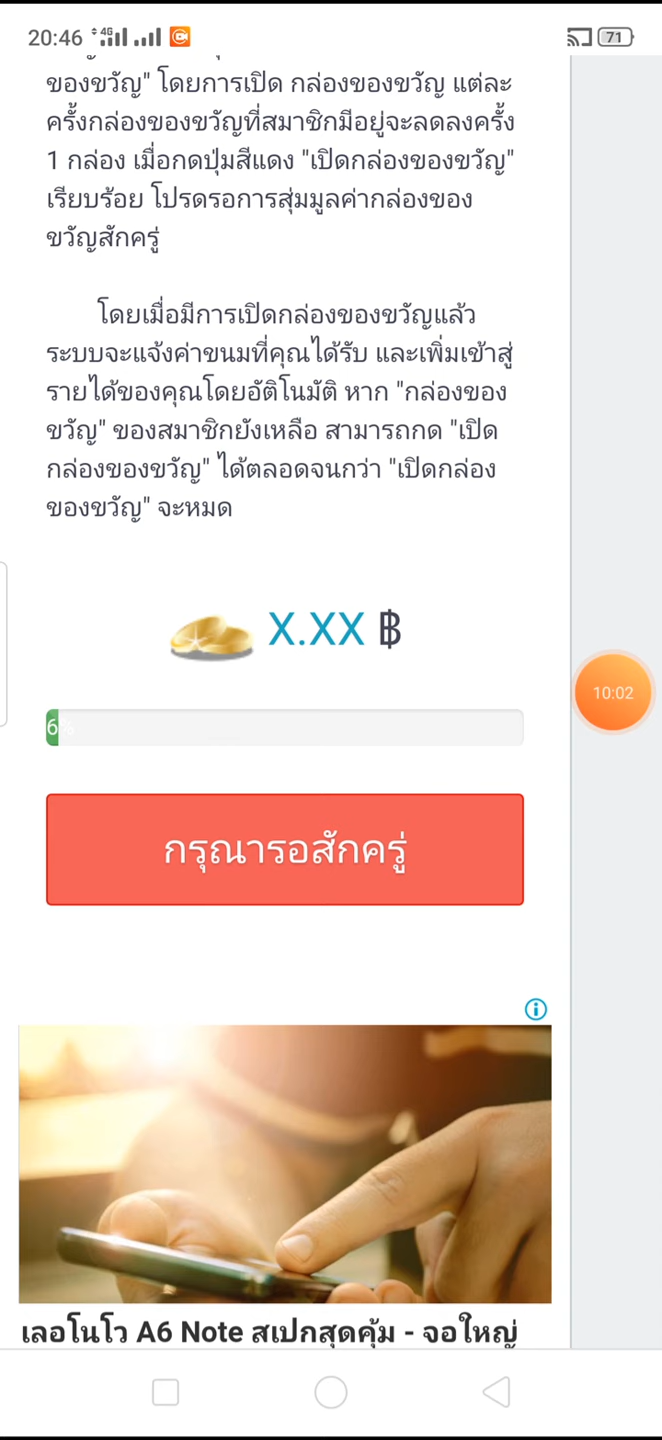 20:46
4G
71
ของขวัญ" โดยการเปิด กล่องของขวัญ แต่ละ
ครั้งกล่องของขวัญที่สมาชิกมีอยู่จะลดลงครั้ง
1 กล่อง เมื่อกดปุ่มสีแดง "เปิดกล่องของขวัญ"
เรียบร้อย โปรดรอการสุ่มมูลค่ากล่องของ
ขวัญสักครู่
โดยเมื่อมีการเปิดกล่องของขวัญแล้ว
ระบบจะแจ้งค่าขนมที่คุณได้รับ และเพิ่มเข้าสู่
รายได้ของคุณโดยอัติโนมัติ หาก "กล่องของ
ขวัญ" ของสมาชิกยังเหลือ สามารถกด "เปิด
กล่องของขวัญ" ได้ตลอดจนกว่า "เปิดกล่อง
ของขวัญ" จะหมด
X.XX ฿
10:02
6%
กรุณารอสักครู่
เลอโนโว A6 Note สเปกสุดคุ้ม - จอใหญ่